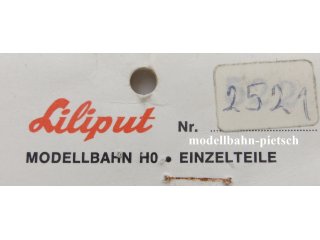 Liliput Nr. 2521
modellbahn-pietsch
MODELLBAHN H0 • EINZELTEILE